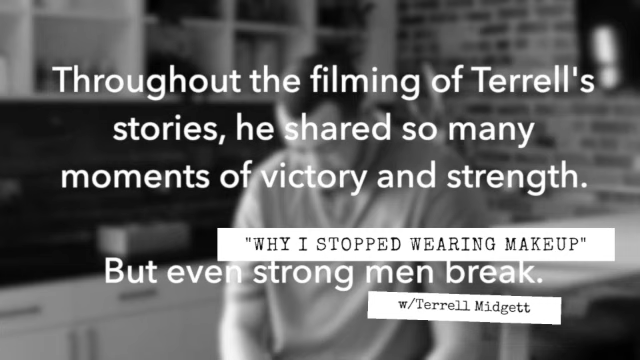 Throughout the filming of Terrell's
stories, he shared so many
moments of victory and strength.
"WHY I STOPPED WEARING MAKEUP"
But even strong men break.
w/Terrell Midgett